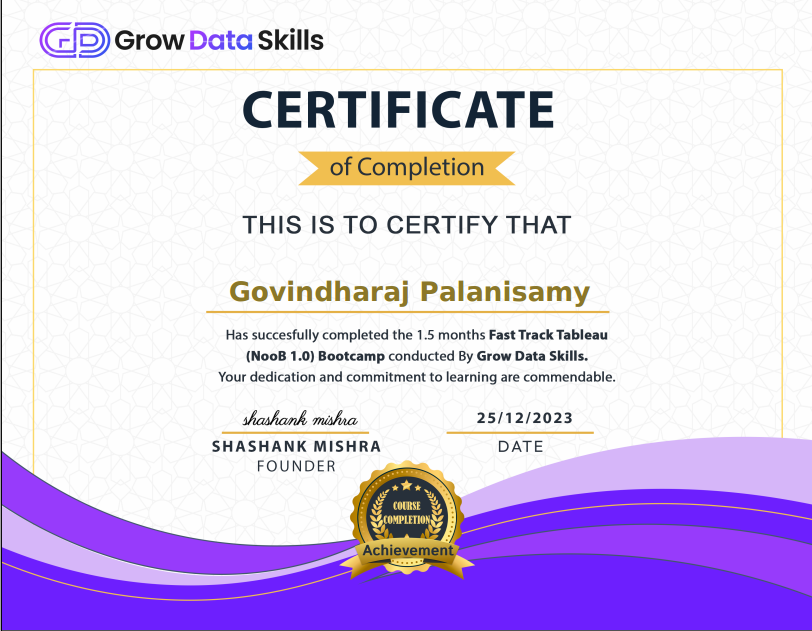 Grow Data Skills
CERTIFICATE
of Completion
THIS IS TO CERTIFY THAT
Govindharaj Palanisamy
Has succesfully completed the 1.5 months Fast Track Tableau
(NooB 1.0) Bootcamp conducted By Grow Data Skills.
Your dedication and commitment to learning are commendable.
shashank mishra
25/12/2023
SHASHANK MISHRA
DATE
FOUNDER
COURSE
COMPLETION
Achievement